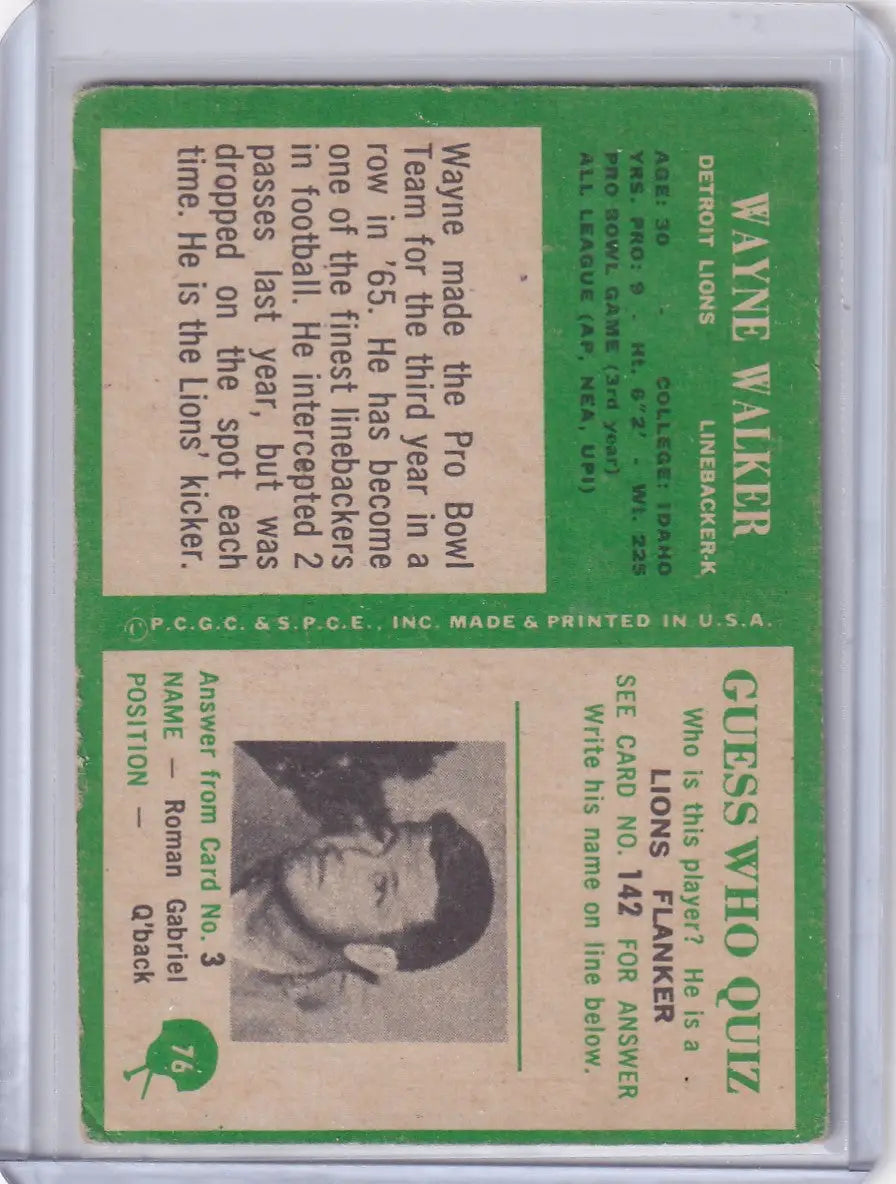 WAYNE WALKER
DETROIT LIONS LINEBACKER-K
AGE: 30 - COLLEGE: IDAHO
YRS. PRO: 9 - Ht. 6"2' - Wt. 225
PRO BOWL GAME (3rd year)
ALL LEAGUE (AP, NEA, UPI)
Wayne made the Pro Bowl
Team for the third year in a
row in '65. He has become
one of the finest linebackers
in football. He intercepted 2
passes last year, but was
dropped on the spot each
time. He is the Lions' kicker.
©P.C.G.C. & S.P.C.E., INC. MADE & PRINTED IN U.S.A.
GUESS WHO QUIZ
Who is this player? He is a
LIONS FLANKER
SEE CARD NO. 142 FOR ANSWER
Write his name on line below.
Answer from Card No. 3
NAME — Roman Gabriel
POSITION — Q'back
76